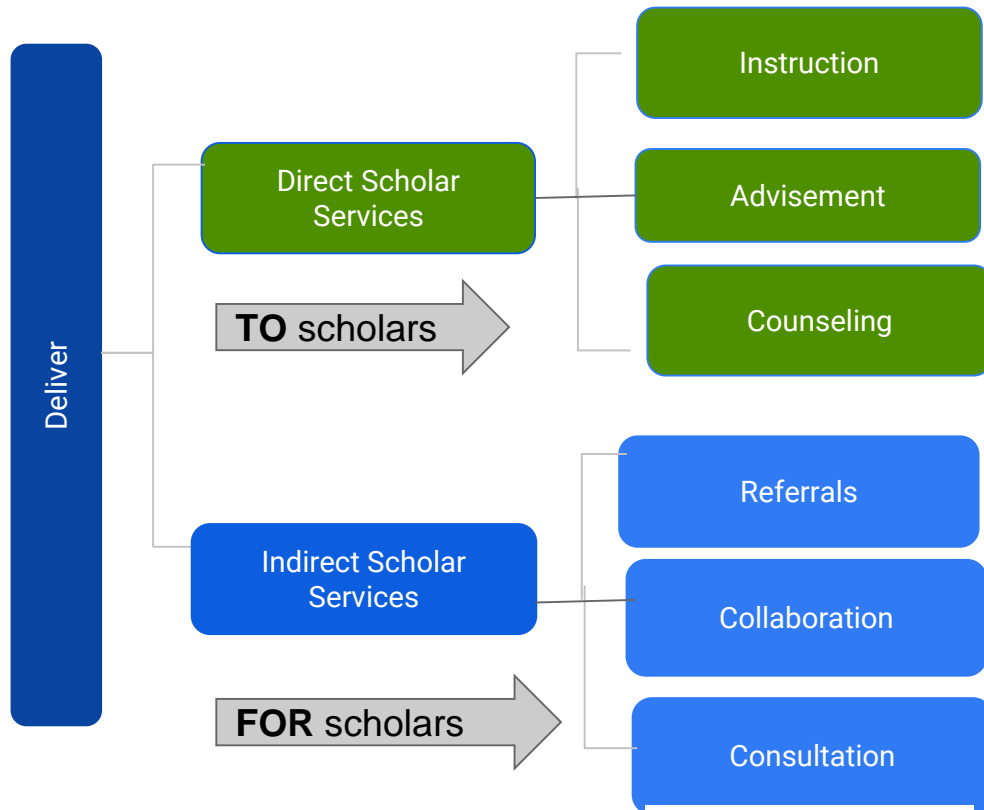 Deliver
Direct Scholar
Services
TO scholars
Instruction
Advisement
Counseling
Indirect Scholar
Services
FOR scholars
Referrals
Collaboration
Consultation